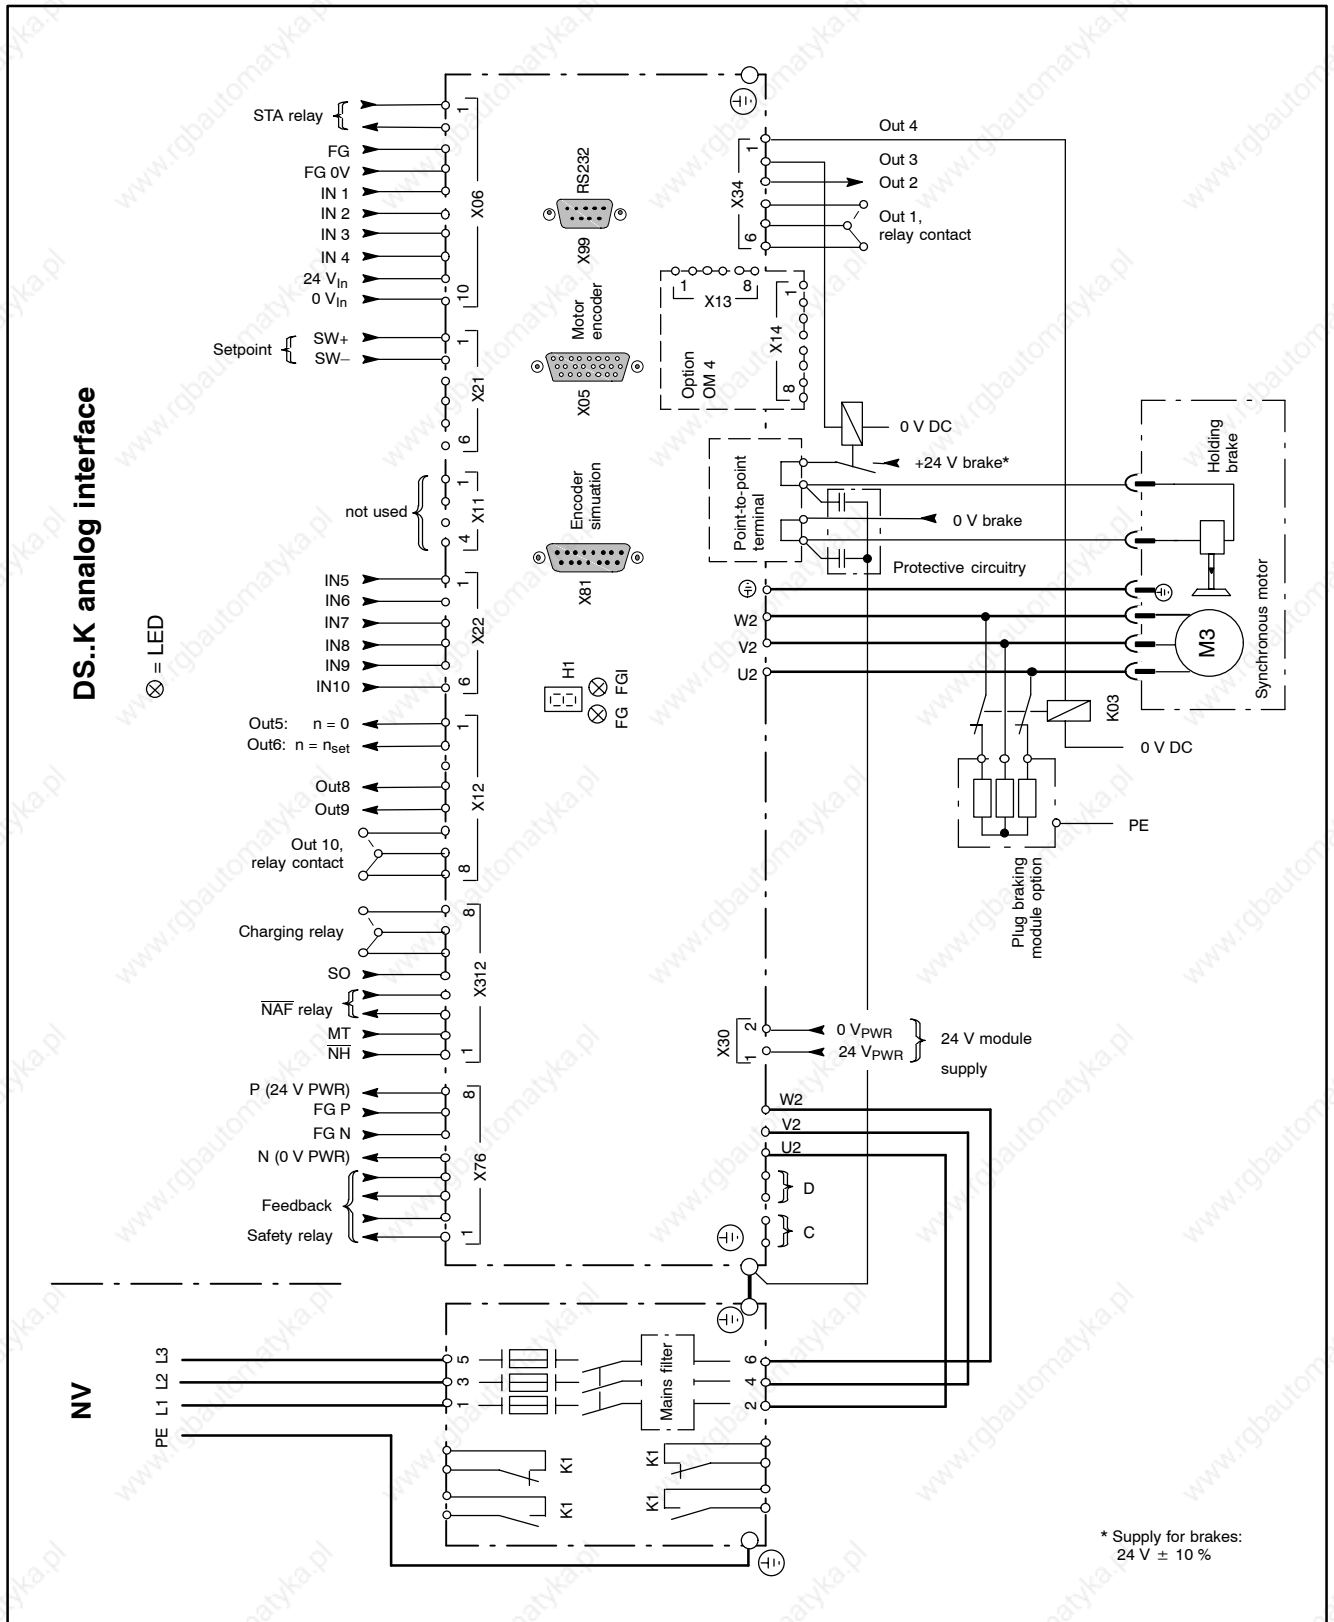 DS..K analog interface
⊗ = LED
STA relay
FG
FG 0V
IN 1
IN 2
IN 3
IN 4
24 VIn
0 VIn
1
X06
10
Setpoint
SW+
SW–
1
X21
6
not used
1
X11
4
IN5
IN6
IN7
IN8
IN9
IN10
1
X22
6
Out5: n = 0
Out6: n = nset
Out8
Out9
Out 10,
relay contact
1
X12
8
Charging relay
SO
NAF relay
MT
NH
8
X312
1
P (24 V PWR)
FG P
FG N
N (0 V PWR)
Feedback
Safety relay
8
X76
1
RS232
X99
Motor
encoder
X05
Encoder
simuation
X81
H1
FGI
FG
1
X34
6
Out 4
Out 3
Out 2
Out 1,
relay contact
1
X13
8
1
X14
8
Option
OM 4
0 V DC
+24 V brake*
Point-to-point
terminal
0 V brake
Protective circuitry
Holding
brake
W2
V2
U2
M3
Synchronous motor
K03
0 V DC
PE
Plug braking
module option
X30
2
1
0 VPWR
24 VPWR
24 V module
supply
W2
V2
U2
D
C
NV
L3
L2
L1
PE
5
3
1
Mains filter
6
4
2
K1
K1
K1
K1
* Supply for brakes:
24 V ± 10 %
www.rgbautomatyka.pl